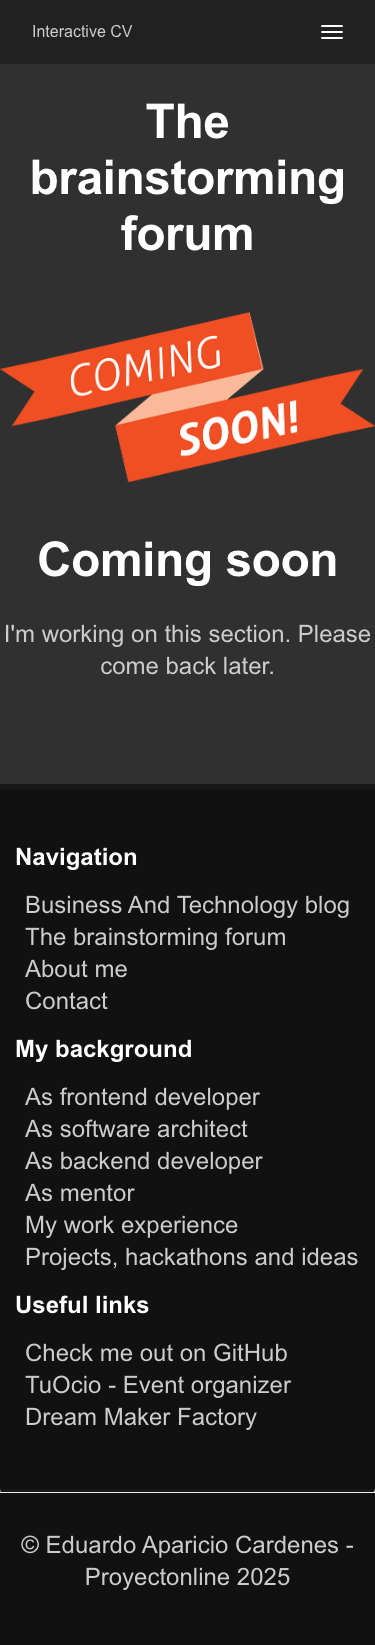 Interactive CV
The
brainstorming
forum
COMING
SOON!
Coming soon
I'm working on this section. Please
come back later.
Navigation
Business And Technology blog
The brainstorming forum
About me
Contact
My background
As frontend developer
As software architect
As backend developer
As mentor
My work experience
Projects, hackathons and ideas
Useful links
Check me out on GitHub
TuOcio - Event organizer
Dream Maker Factory
© Eduardo Aparicio Cardenes -
Proyectonline 2025